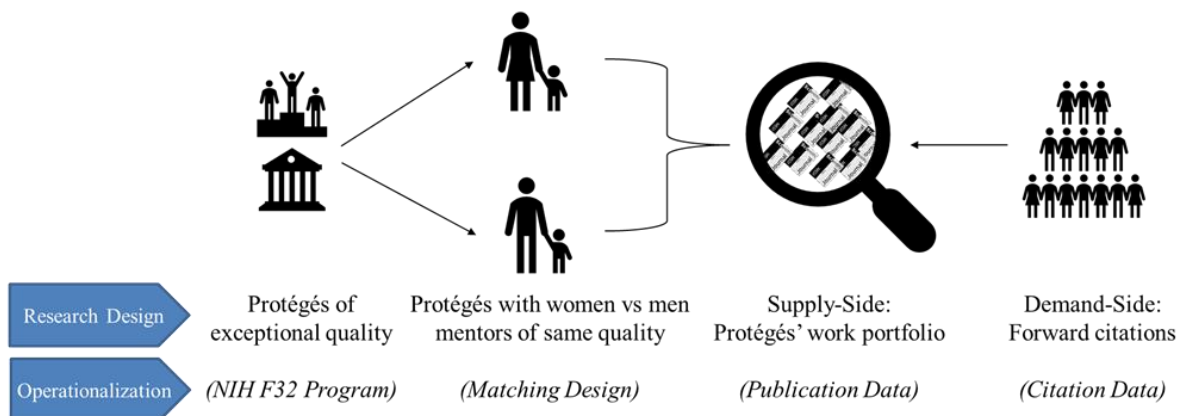 Research Design
Protégés of
exceptional quality
Protégés with women vs men
mentors of same quality
Supply-Side:
Protégés’ work portfolio
Demand-Side:
Forward citations
Operationalization
(NIH F32 Program)
(Matching Design)
(Publication Data)
(Citation Data)